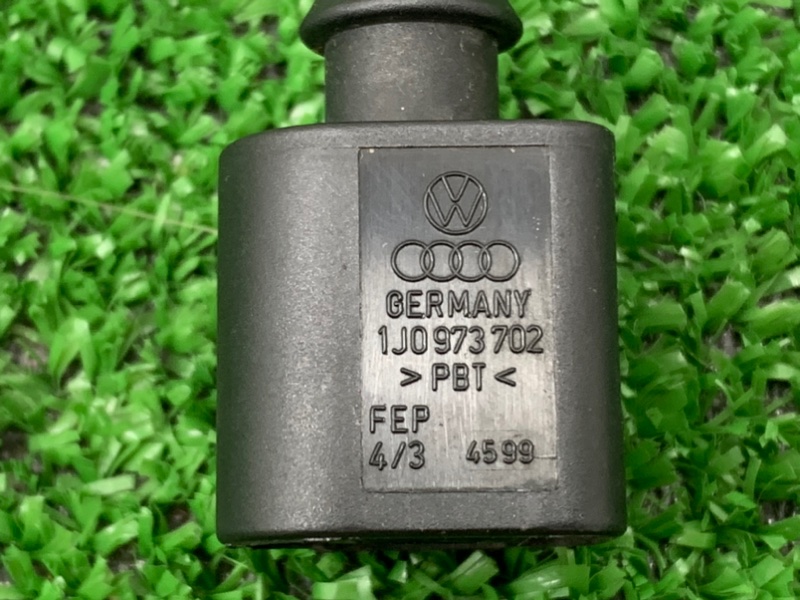 GERMANY
1J0 973 702
> PBT <
FEP
4/3 4599